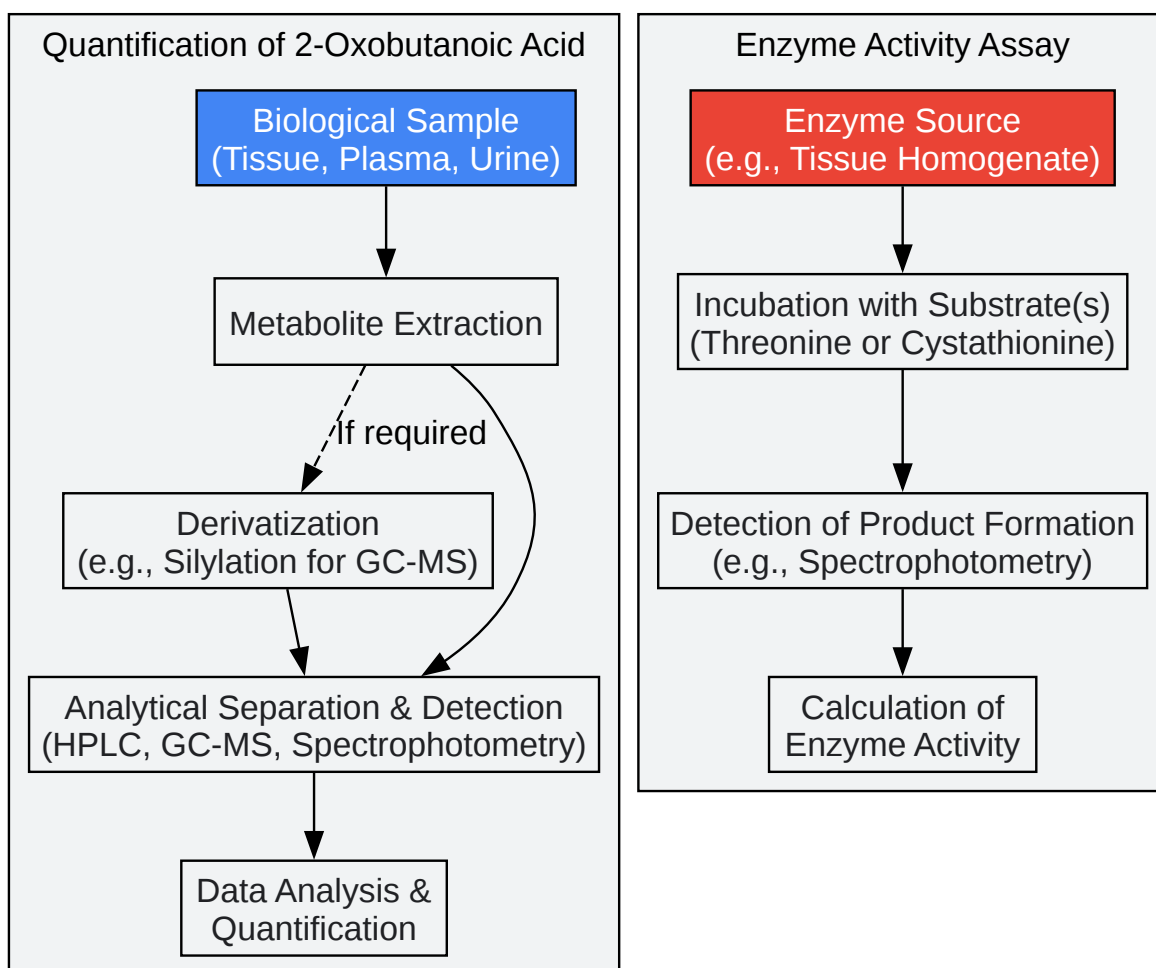 Quantification of 2-Oxobutanoic Acid
Biological Sample
(Tissue, Plasma, Urine)
Metabolite Extraction
If required
Derivatization
(e.g., Silylation for GC-MS)
Analytical Separation & Detection
(HPLC, GC-MS, Spectrophotometry)
Data Analysis &
Quantification
Enzyme Activity Assay
Enzyme Source
(e.g., Tissue Homogenate)
Incubation with Substrate(s)
(Threonine or Cystathionine)
Detection of Product Formation
(e.g., Spectrophotometry)
Calculation of
Enzyme Activity